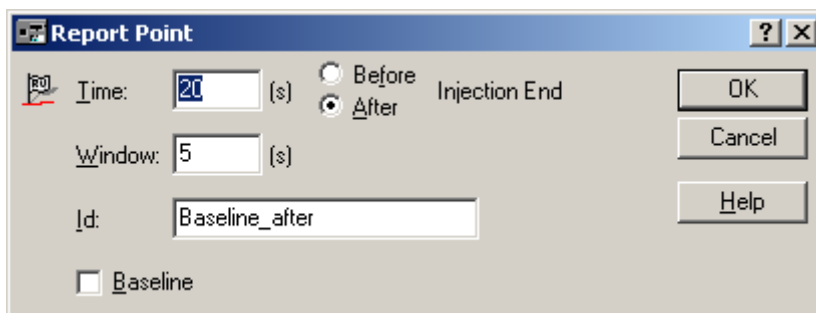 Report Point
Time: 20 (s) Before After Injection End
Window: 5 (s)
Id: Baseline_after
Baseline
OK
Cancel
Help